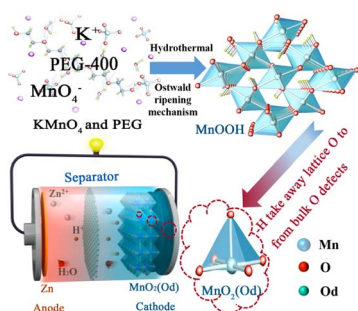 K⁺
PEG-400
MnO₄⁻
KMnO₄ and PEG
Hydrothermal
Ostwald
ripening
mechanism
MnOOH
-H take away lattice O to
from bulk O defects
Separator
Zn²⁺
H⁺
H₂O
Zn
Anode
MnO₂(Od)
Cathode
MnO₂(Od)
Mn
O
Od